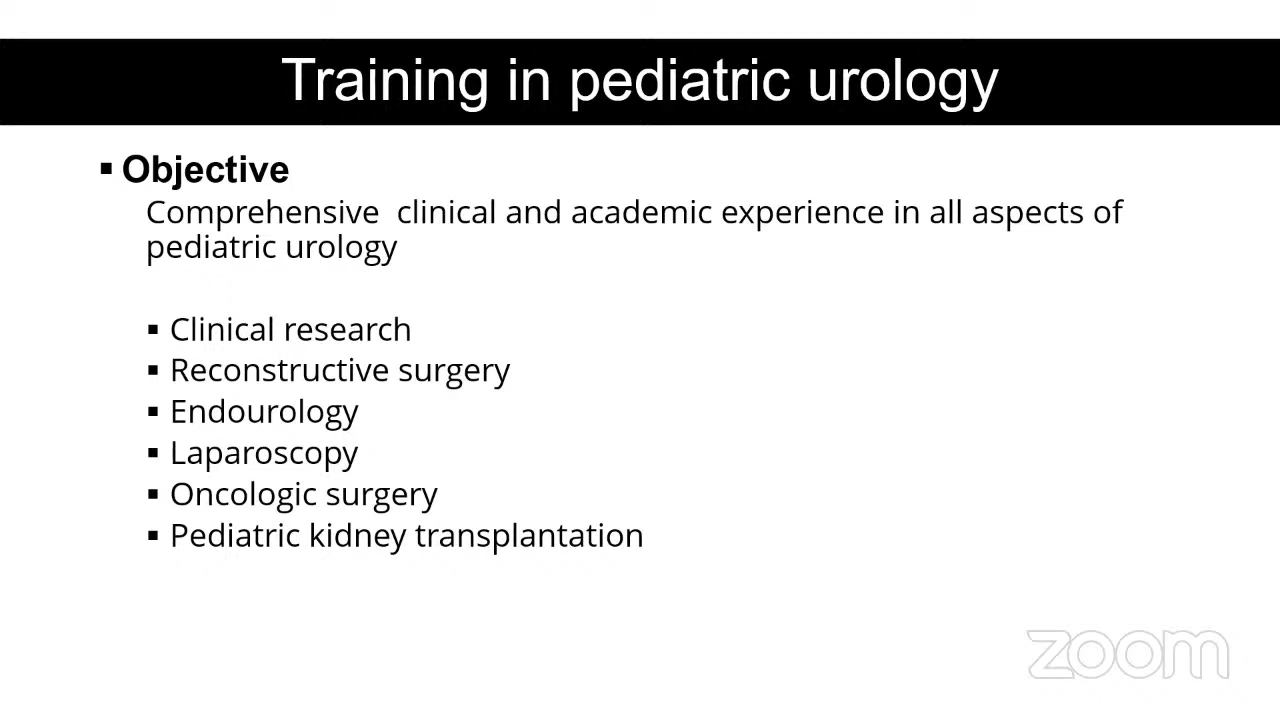 Training in pediatric urology
▪ Objective
Comprehensive  clinical and academic experience in all aspects of
pediatric urology
▪ Clinical research
▪ Reconstructive surgery
▪ Endourology
▪ Laparoscopy
▪ Oncologic surgery
▪ Pediatric kidney transplantation
zoom